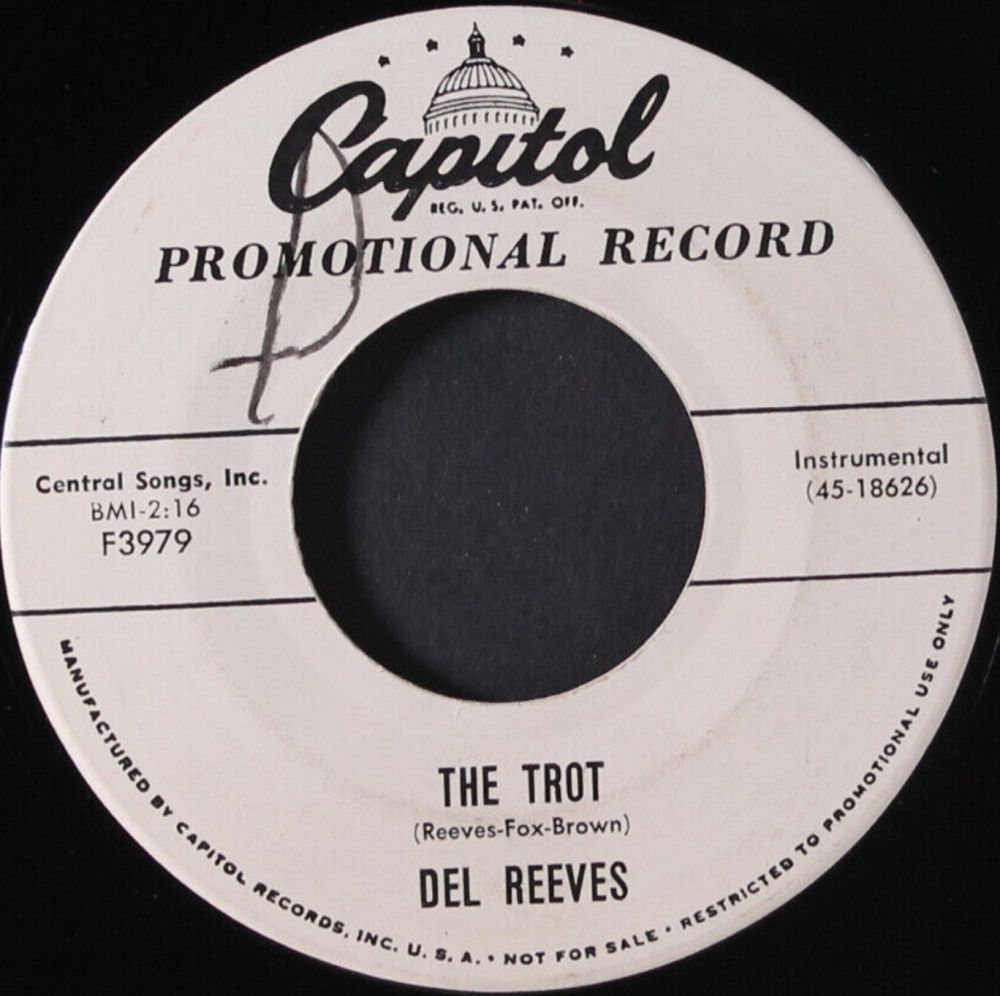 Capitol
REG. U. S. PAT. OFF.
PROMOTIONAL RECORD
Central Songs, Inc.
BMI-2:16
F3979
Instrumental
(45-18626)
THE TROT
(Reeves-Fox-Brown)
DEL REEVES
MANUFACTURED BY CAPITOL RECORDS, INC. U. S. A. • NOT FOR SALE • RESTRICTED TO PROMOTIONAL USE ONLY